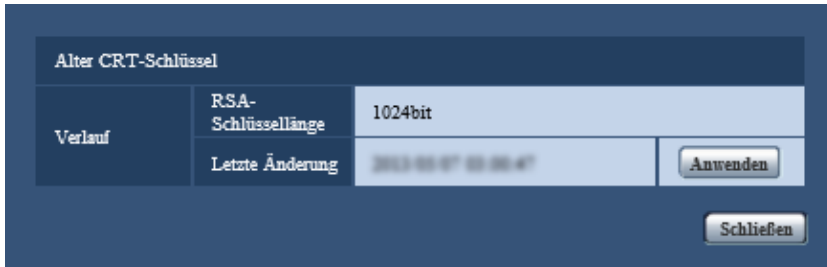 Alter CRT-Schlüssel
Verlauf
RSA-
Schlüssellänge
1024bit
Letzte Änderung
Anwenden
Schließen